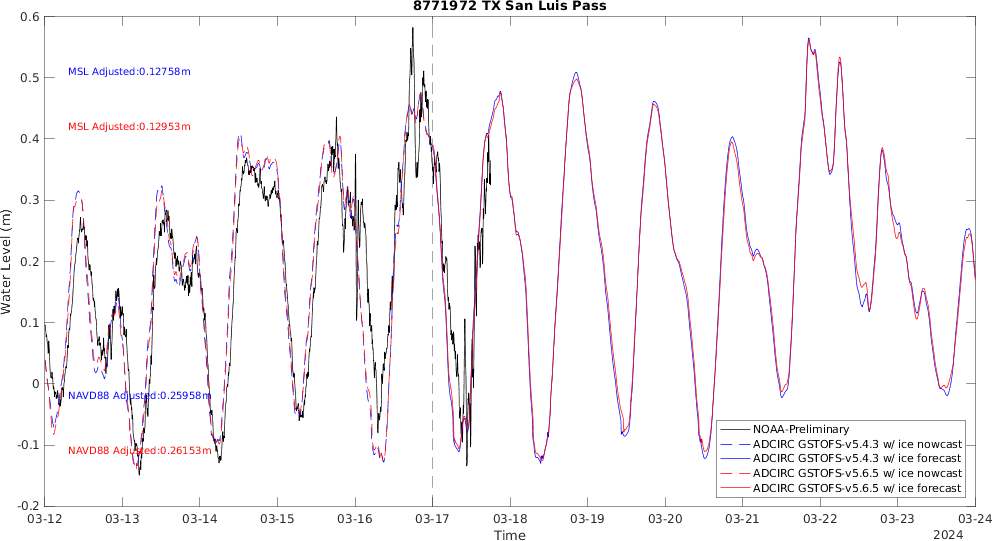 8771972 TX San Luis Pass
0.6
0.5
0.4
0.3
0.2
0.1
0
-0.1
-0.2
Water Level (m)
MSL Adjusted:0.12758m
MSL Adjusted:0.12953m
NAVD88 Adjusted:0.25958m
NAVD88 Adjusted:0.26153m
NOAA-Preliminary
ADCIRC GSTOFS-v5.4.3 w/ ice nowcast
ADCIRC GSTOFS-v5.4.3 w/ ice forecast
ADCIRC GSTOFS-v5.6.5 w/ ice nowcast
ADCIRC GSTOFS-v5.6.5 w/ ice forecast
03-12 03-13 03-14 03-15 03-16 03-17 03-18 03-19 03-20 03-21 03-22 03-23 03-24
Time
2024